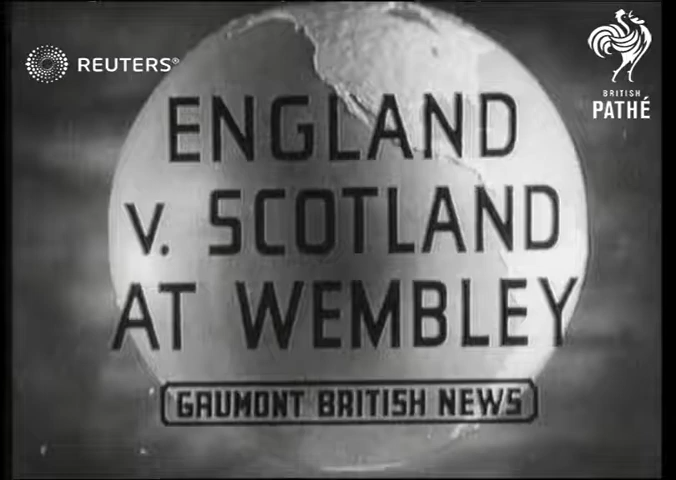 REUTERS®
BRITISH
PATHÉ
ENGLAND
V. SCOTLAND
AT WEMBLEY
GAUMONT BRITISH NEWS